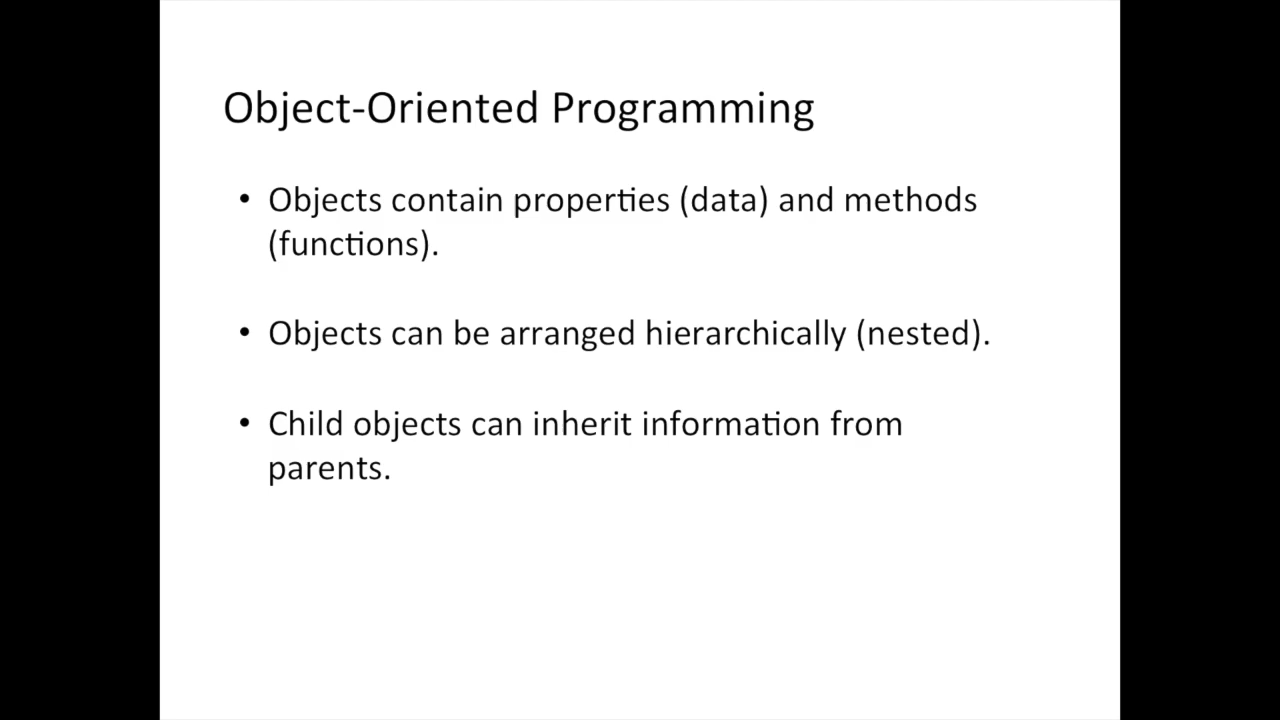 Object-Oriented Programming
• Objects contain properties (data) and methods
(functions).
• Objects can be arranged hierarchically (nested).
• Child objects can inherit information from
parents.